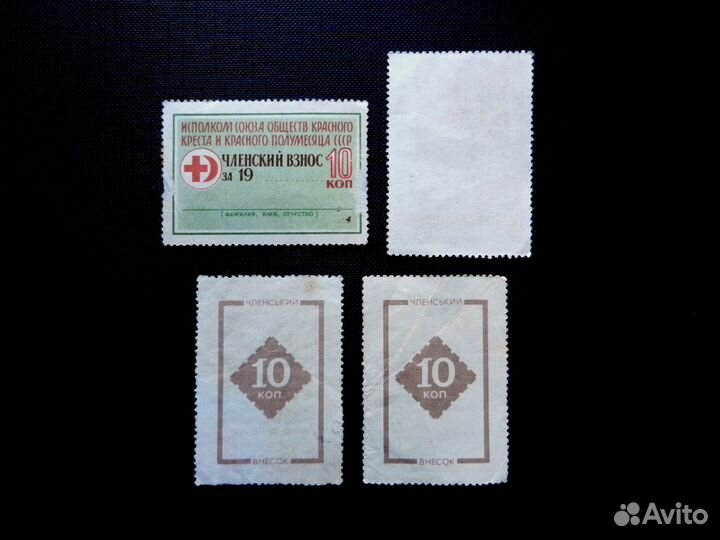 ИСПОЛКОМ СОЮЗА ОБЩЕСТВ КРАСНОГО
КРЕСТА И КРАСНОГО ПОЛУМЕСЯЦА СССР
ЧЛЕНСКИЙ ВЗНОС 10
ЗА 19 КОП
(ФАМИЛИЯ, ИМЯ, ОТЧЕСТВО)
ЧЛЕНСЬКИЙ
10
КОП.
ВНЕСОК
ЧЛЕНСЬКИЙ
10
КОП.
ВНЕСОК
Avito